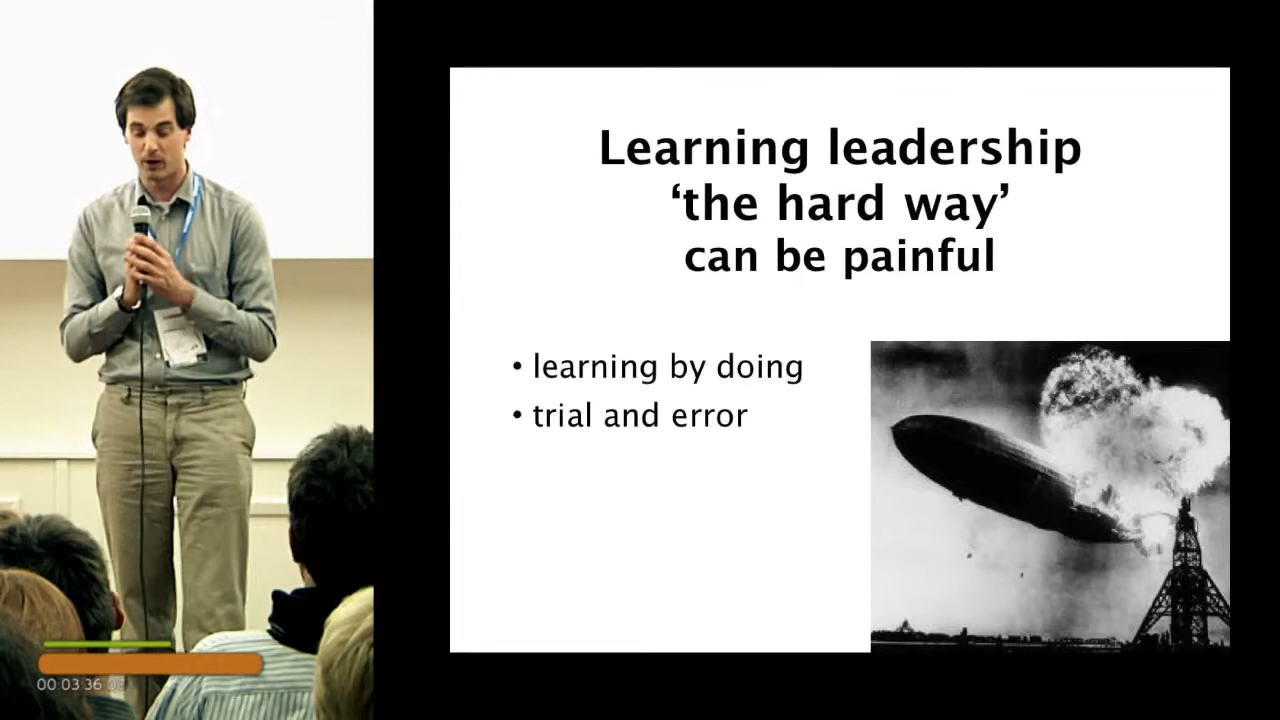 Learning leadership
‘the hard way’
can be painful
• learning by doing
• trial and error
00:03:36